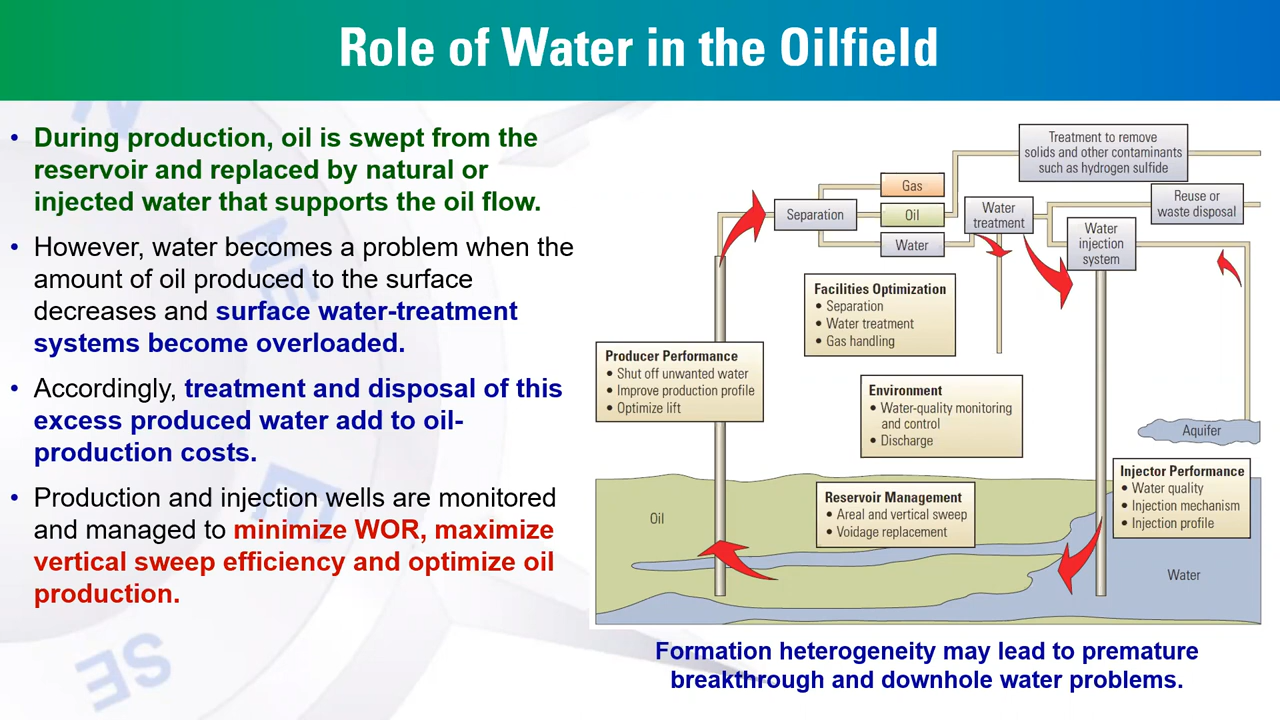 Role of Water in the Oilfield
• During production, oil is swept from the
reservoir and replaced by natural or
injected water that supports the oil flow.
• However, water becomes a problem when the
amount of oil produced to the surface
decreases and surface water-treatment
systems become overloaded.
• Accordingly, treatment and disposal of this
excess produced water add to oil-
production costs.
• Production and injection wells are monitored
and managed to minimize WOR, maximize
vertical sweep efficiency and optimize oil
production.
Treatment to remove
solids and other contaminants
such as hydrogen sulfide
Gas
Separation
Oil
Water
Water
treatment
Reuse or
waste disposal
Water
injection
system
Facilities Optimization
• Separation
• Water treatment
• Gas handling
Producer Performance
• Shut off unwanted water
• Improve production profile
• Optimize lift
Environment
• Water-quality monitoring
and control
• Discharge
Aquifer
Injector Performance
• Water quality
• Injection mechanism
• Injection profile
Reservoir Management
• Areal and vertical sweep
• Voidage replacement
Oil
Water
Formation heterogeneity may lead to premature
breakthrough and downhole water problems.
N
NE
E
SE